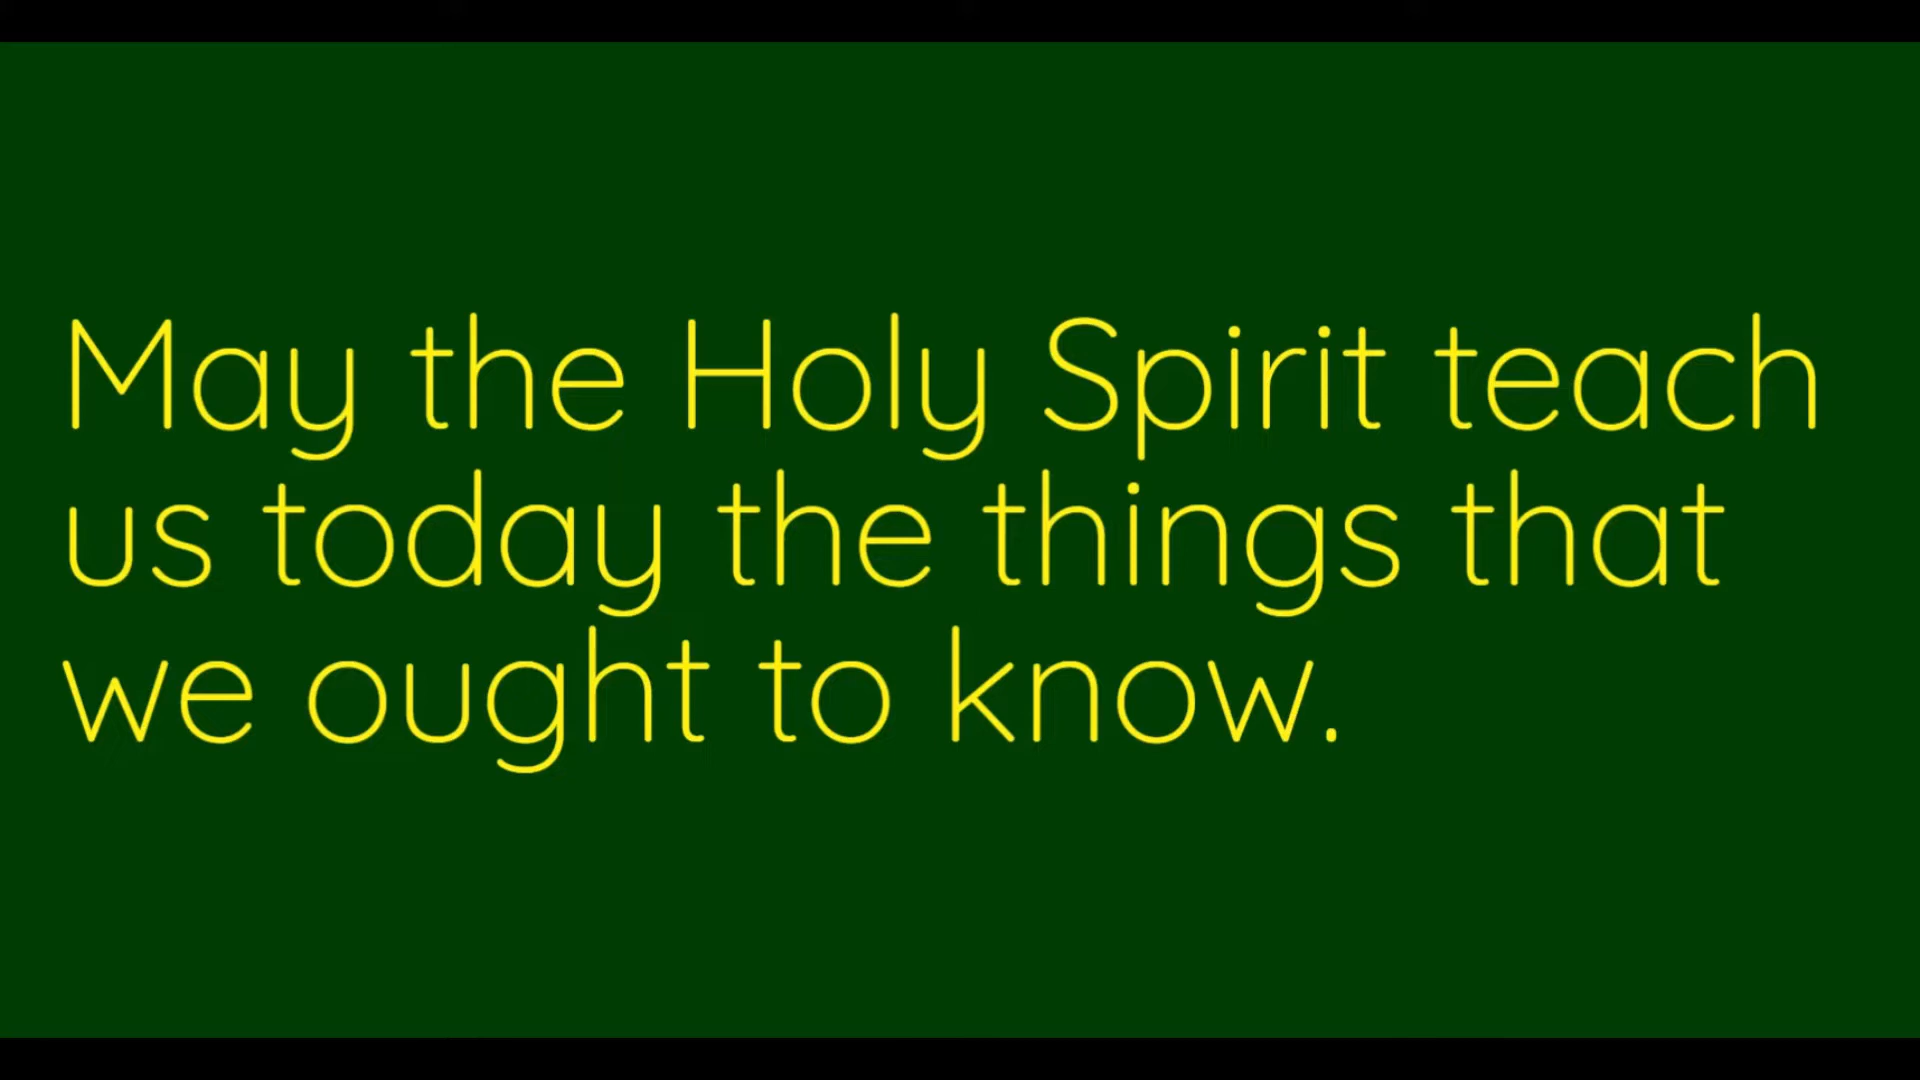 May the Holy Spirit teach
us today the things that
we ought to know.